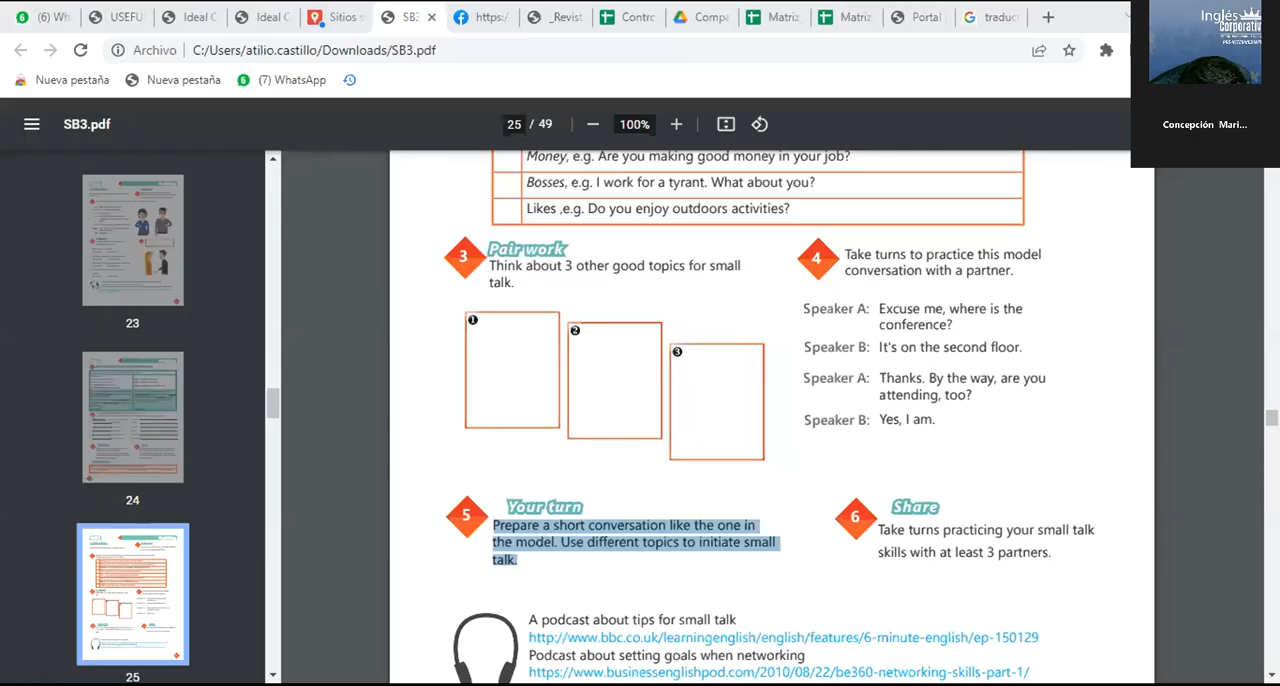 (6) Wh
USEFU
Ideal C
Ideal C
Sitios
SB3
https:/
_Revist
Contro
Compa
Matriz_
Matriz
Portal
traduct
Archivo
C:/Users/atilio.castillo/Downloads/SB3.pdf
Nueva pestaña
Nueva pestaña
(7) WhatsApp
Inglés
Corporativo
Concepción Mari...
SB3.pdf
25 / 49
100%
23
24
25
Money, e.g. Are you making good money in your job?
Bosses, e.g. I work for a tyrant. What about you?
Likes ,e.g. Do you enjoy outdoors activities?
3
Pair work
Think about 3 other good topics for small
talk.
1
2
3
4
Take turns to practice this model
conversation with a partner.
Speaker A: Excuse me, where is the
conference?
Speaker B: It's on the second floor.
Speaker A: Thanks. By the way, are you
attending, too?
Speaker B: Yes, I am.
5
Your turn
Prepare a short conversation like the one in
the model. Use different topics to initiate small
talk.
6
Share
Take turns practicing your small talk
skills with at least 3 partners.
A podcast about tips for small talk
http://www.bbc.co.uk/learningenglish/english/features/6-minute-english/ep-150129
Podcast about setting goals when networking
https://www.businessenglishpod.com/2010/08/22/be360-networking-skills-part-1/